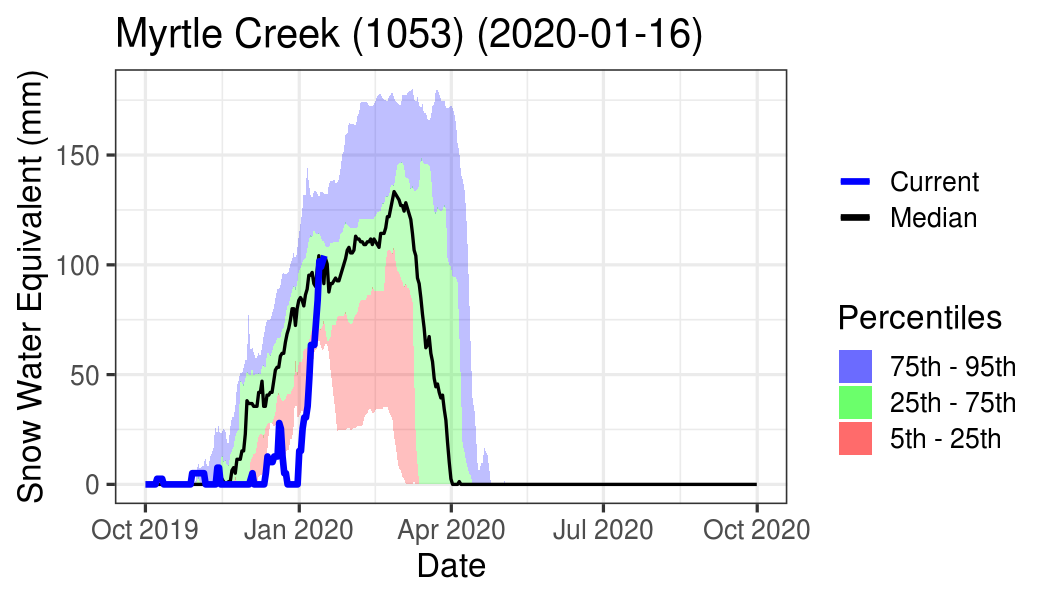 Myrtle Creek (1053) (2020-01-16)
Snow Water Equivalent (mm)
150
100
50
0
Oct 2019 Jan 2020 Apr 2020 Jul 2020 Oct 2020
Date
Current
Median
Percentiles
75th - 95th
25th - 75th
5th - 25th